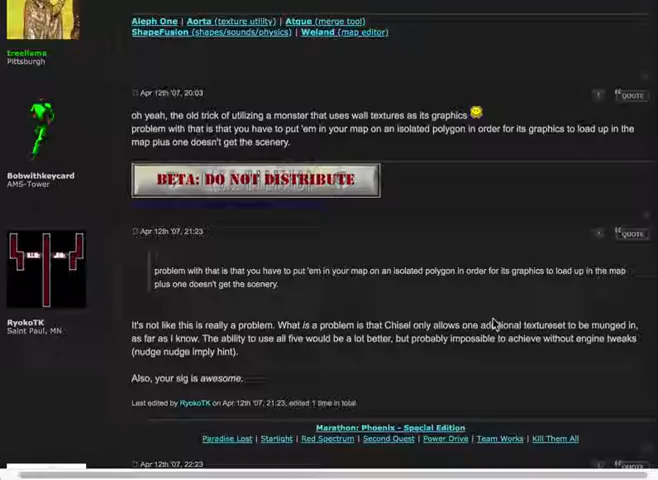 Aleph One | Aorta (texture utility) | Atque (merge tool)
ShapeFusion (shapes/sounds/physics) | Weland (map editor)
treellama
Pittsburgh
Apr 12th '07, 20:03
! QUOTE
oh yeah, the old trick of utilizing a monster that uses wall textures as its graphics
problem with that is that you have to put 'em in your map on an isolated polygon in order for its graphics to load up in the
map plus one doesn't get the scenery.
Bobwithkeycard
AMS-Tower
BETA: DO NOT DISTRIBUTE
Apr 12th '07, 21:23
! QUOTE
problem with that is that you have to put 'em in your map on an isolated polygon in order for its graphics to load up in the map
plus one doesn't get the scenery.
RyokoTK
Saint Paul, MN
It's not like this is really a problem. What is a problem is that Chisel only allows one additional textureset to be munged in,
as far as I know. The ability to use all five would be a lot better, but probably impossible to achieve without engine tweaks
(nudge nudge imply hint).
Also, your sig is awesome.
Last edited by RyokoTK on Apr 12th '07, 21:23, edited 1 time in total.
Marathon: Phoenix - Special Edition
Paradise Lost | Starlight | Red Spectrum | Second Quest | Power Drive | Team Works | Kill Them All
Apr 12th '07, 22:23
! QUOTE